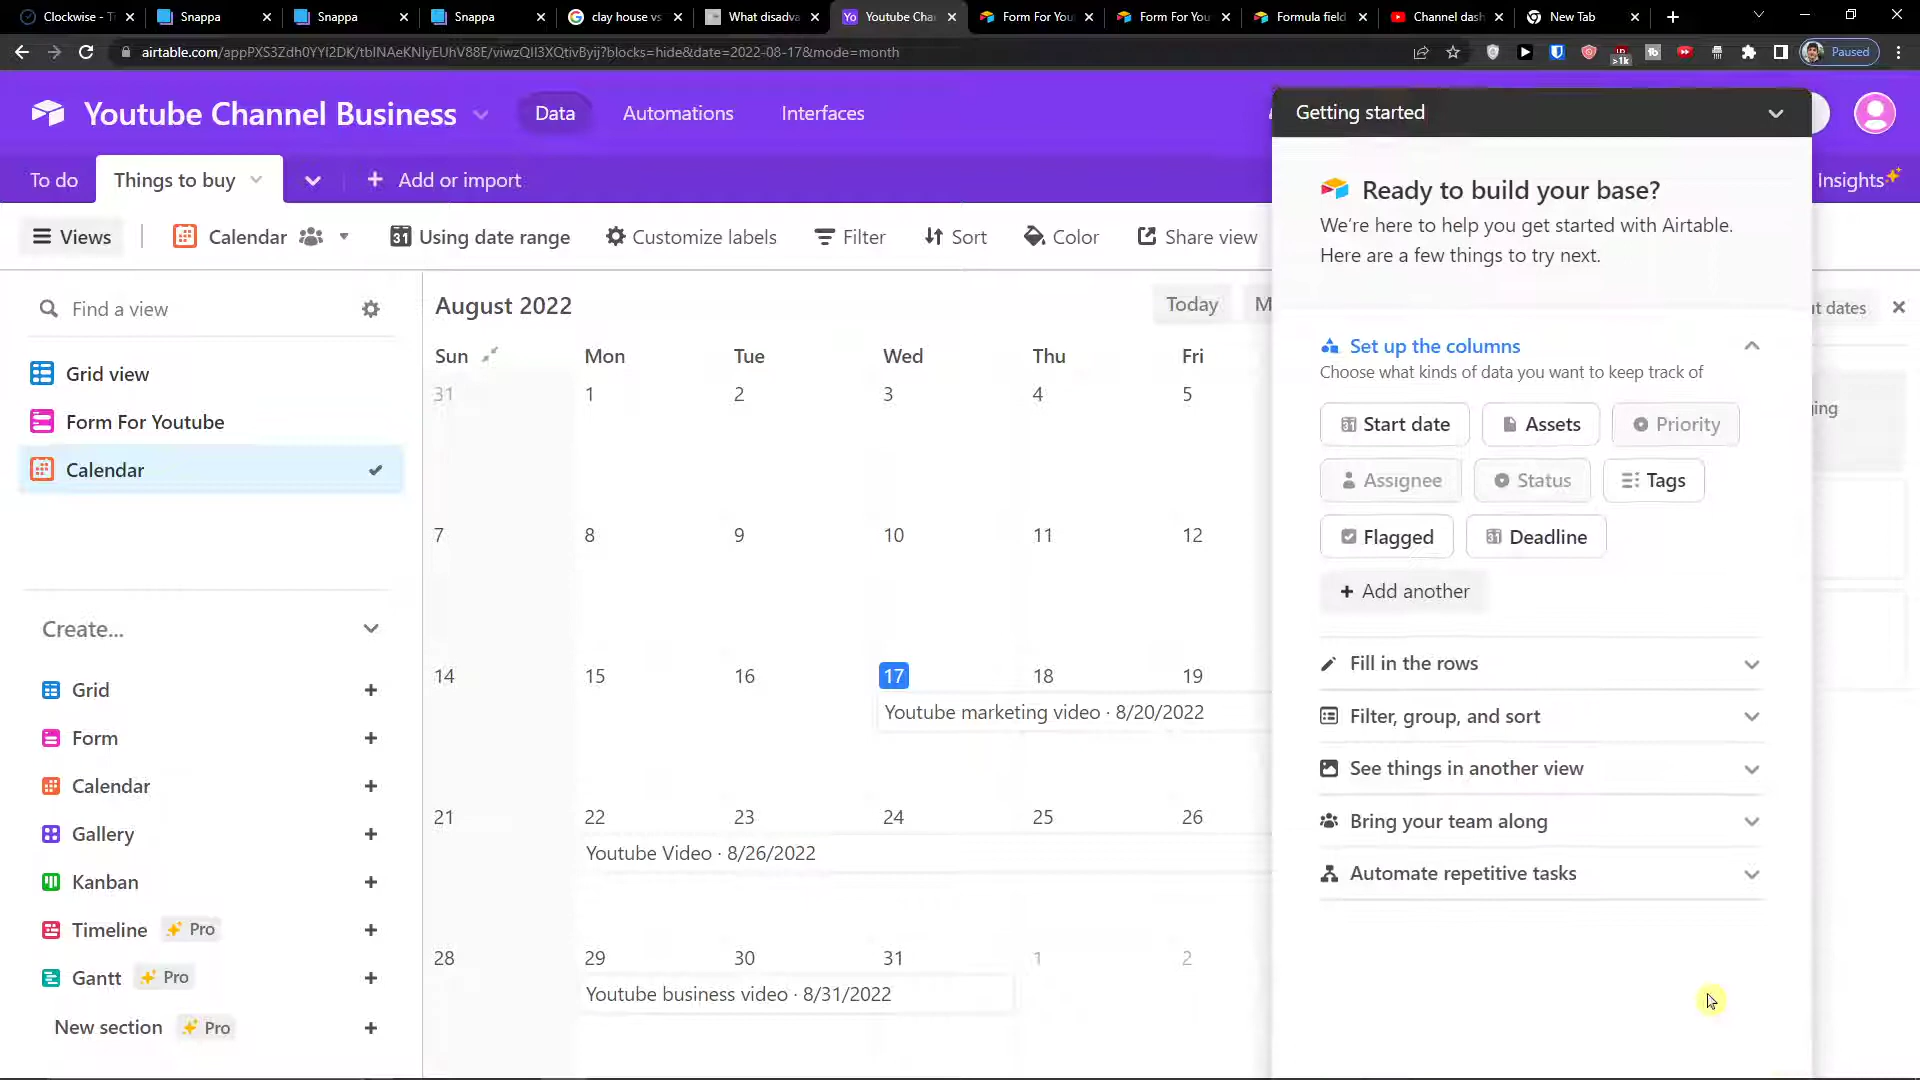 Clockwise - T
Snappa
Snappa
Snappa
clay house vs
What disadva
Youtube Cha
Form For You
Form For You
Formula field
Channel dash
New Tab
airtable.com/appPXS3Zdh0YYI2DK/tblNAeKNlyEUhV88E/viwzQII3XQtivByij?blocks=hide&date=2022-08-17&mode=month
>1k
Paused
Youtube Channel Business
Data
Automations
Interfaces
Getting started
To do
Things to buy
Add or import
Insights
Views
Calendar
31 Using date range
Customize labels
Filter
Sort
Color
Share view
Ready to build your base?
We're here to help you get started with Airtable.
Here are a few things to try next.
Find a view
Grid view
Form For Youtube
Calendar
Create...
Grid
Form
Calendar
Gallery
Kanban
Timeline Pro
Gantt Pro
New section Pro
August 2022
Today
M
t dates
Sun Mon Tue Wed Thu Fri
31 1 2 3 4 5
7 8 9 10 11 12
14 15 16 17 18 19
Youtube marketing video · 8/20/2022
21 22 23 24 25 26
Youtube Video · 8/26/2022
28 29 30 31 1 2
Youtube business video · 8/31/2022
Set up the columns
Choose what kinds of data you want to keep track of
Start date
Assets
Priority
Assignee
Status
Tags
Flagged
Deadline
+ Add another
Fill in the rows
Filter, group, and sort
See things in another view
Bring your team along
Automate repetitive tasks
ing